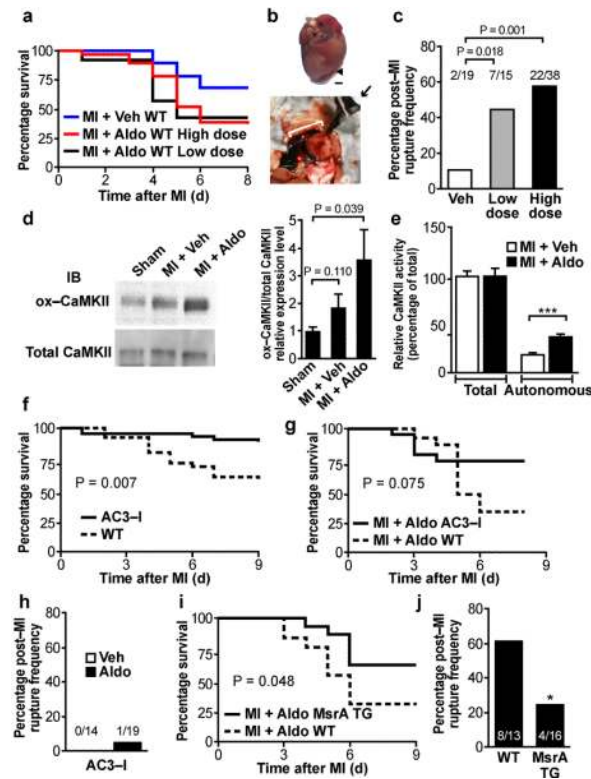 a
Percentage survival
100
75
50
25
0
0 2 4 6 8
MI + Veh WT
MI + Aldo WT High dose
MI + Aldo WT Low dose
Time after MI (d)
b
c
Percentage post–MI
rupture frequency
80
60
40
20
0
P = 0.001
P = 0.018
2/19 7/15 22/38
Veh Low dose High dose
d
IB
Sham
MI + Veh
MI + Aldo
ox–CaMKII
Total CaMKII
ox–CaMKII/total CaMKII
relative expression level
5
4
3
2
1
0
P = 0.039
P = 0.110
Sham
MI + Veh
MI + Aldo
e
Relative CaMKII activity
(percentage of total)
150
100
50
0
MI + Veh
MI + Aldo
***
Total Autonomous
f
Percentage survival
100
75
50
25
0
P = 0.007
AC3–I
WT
0 3 6 9
Time after MI (d)
g
Percentage survival
100
75
50
25
0
P = 0.075
MI + Aldo AC3–I
MI + Aldo WT
0 3 6 9
Time after MI (d)
h
Percentage post–MI
rupture frequency
80
60
40
20
0
Veh
Aldo
0/14 1/19
AC3–I
i
Percentage survival
100
75
50
25
0
P = 0.048
MI + Aldo MsrA TG
MI + Aldo WT
0 3 6 9
Time after MI (d)
j
Percentage post–MI
rupture frequency
80
60
40
20
0
*
8/13 4/16
WT MsrA
TG